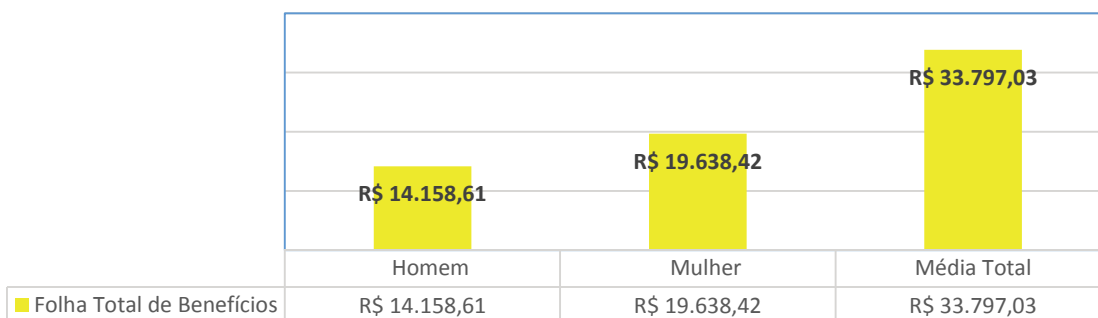 R$ 33.797,03
R$ 19.638,42
R$ 14.158,61
Homem Mulher Média Total
Folha Total de Benefícios R$ 14.158,61 R$ 19.638,42 R$ 33.797,03